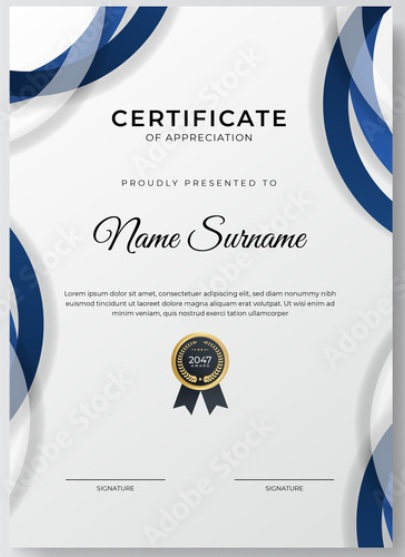 CERTIFICATE
OF APPRECIATION
PROUDLY PRESENTED TO
Name Surname
Lorem ipsum dolor sit amet, consectetuer adipiscing elit, sed diam nonummy nibh
euismod tincidunt ut laoreet dolore magna aliquam erat volutpat. Ut wisi enim ad
minim veniam, quis nostrud exerci tation ullamcorper
2047
AWARD
SIGNATURE SIGNATURE
Adobe Stock